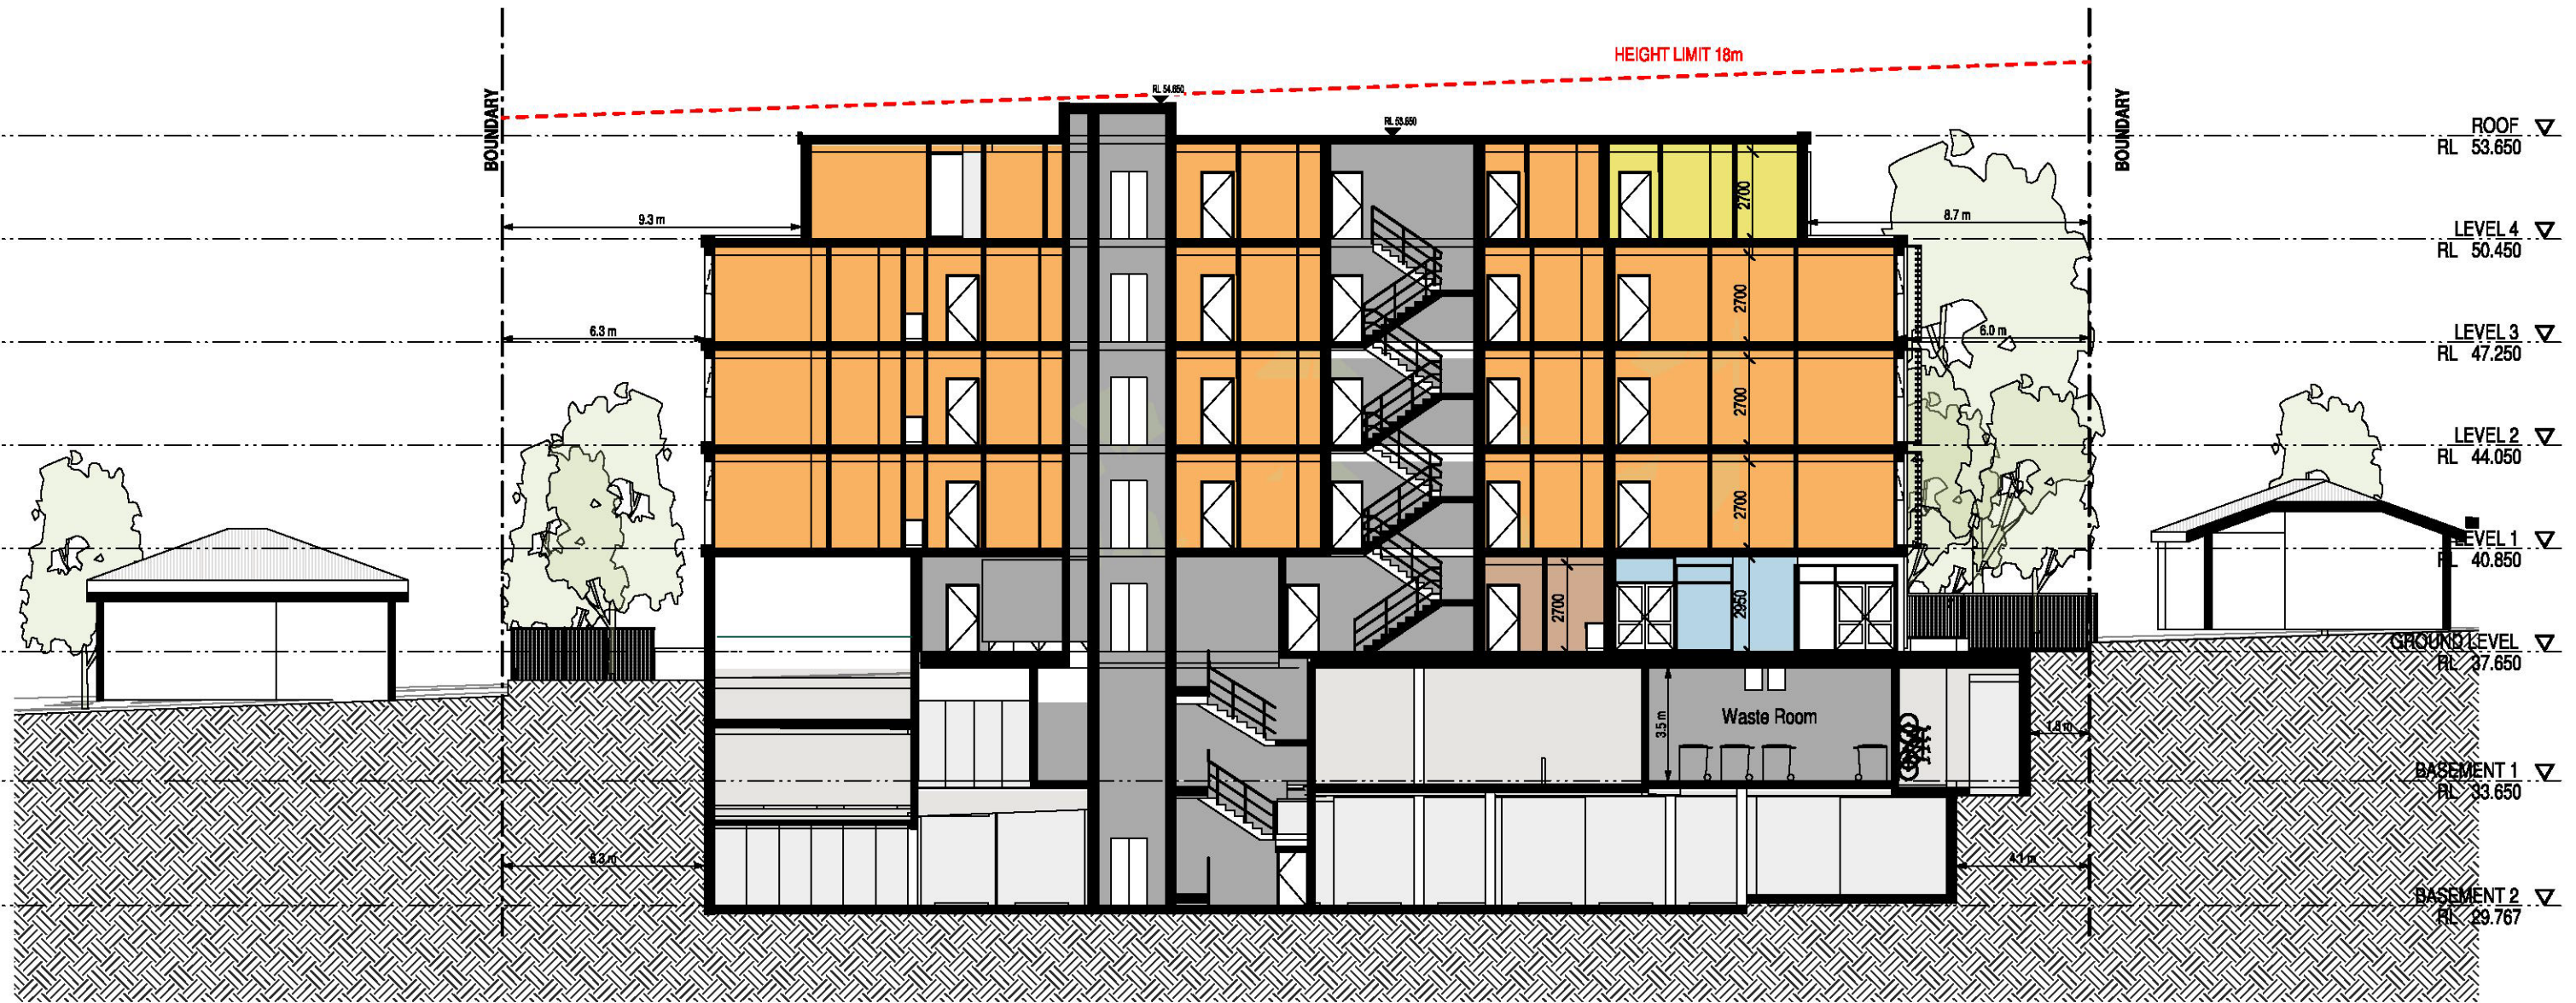 HEIGHT LIMIT 18m
BOUNDARY
BOUNDARY
RL 54.650
RL 53.650
ROOF
RL 53.650
9.3 m
2700
8.7 m
LEVEL 4
RL 50.450
6.3 m
2700
6.0 m
LEVEL 3
RL 47.250
2700
LEVEL 2
RL 44.050
2700
LEVEL 1
RL 40.850
2700
2950
GROUND LEVEL
RL 37.650
3.5 m
Waste Room
1.8 m
BASEMENT 1
RL 33.650
6.3 m
4.1 m
BASEMENT 2
RL 29.767